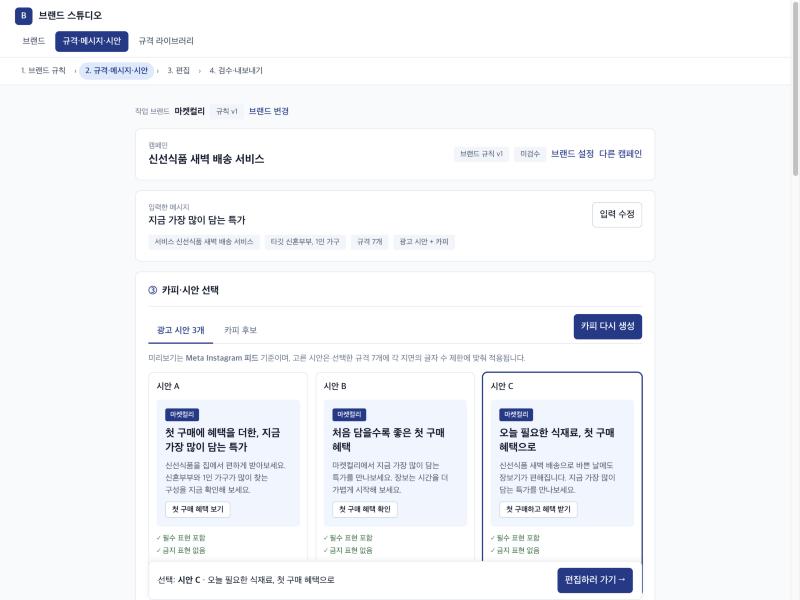 B 브랜드 스튜디오
브랜드 규격·메시지·시안 규격 라이브러리
1. 브랜드 규칙 › 2. 규격·메시지·시안 › 3. 편집 › 4. 검수·내보내기
작업 브랜드 마켓컬리 규칙 v1 브랜드 변경
캠페인
신선식품 새벽 배송 서비스
브랜드 규칙 v1 미검수 브랜드 설정 다른 캠페인
입력한 메시지
지금 가장 많이 담는 특가
입력 수정
서비스 신선식품 새벽 배송 서비스 타깃 신혼부부, 1인 가구 규격 7개 광고 시안 + 카피
③ 카피·시안 선택
광고 시안 3개 카피 후보 카피 다시 생성
미리보기는 Meta Instagram 피드 기준이며, 고른 시안은 선택한 규격 7개에 각 지면의 글자 수 제한에 맞춰 적용됩니다.
시안 A
마켓컬리
첫 구매에 혜택을 더한, 지금
가장 많이 담는 특가
신선식품을 집에서 편하게 받아보세요.
신혼부부와 1인 가구가 많이 찾는
구성을 지금 확인해 보세요.
첫 구매 혜택 보기
✓ 필수 표현 포함
✓ 금지 표현 없음
시안 B
마켓컬리
처음 담을수록 좋은 첫 구매
혜택
마켓컬리에서 지금 가장 많이 담는
특가를 만나보세요. 장보는 시간을 더
가볍게 시작해 보세요.
첫 구매 혜택 확인
✓ 필수 표현 포함
✓ 금지 표현 없음
시안 C
마켓컬리
오늘 필요한 식재료, 첫 구매
혜택으로
신선식품 새벽 배송으로 바쁜 날에도
장보기가 편해집니다. 지금 가장 많이
담는 특가를 만나보세요.
첫 구매하고 혜택 받기
✓ 필수 표현 포함
✓ 금지 표현 없음
선택: 시안 C · 오늘 필요한 식재료, 첫 구매 혜택으로
편집하러 가기 →